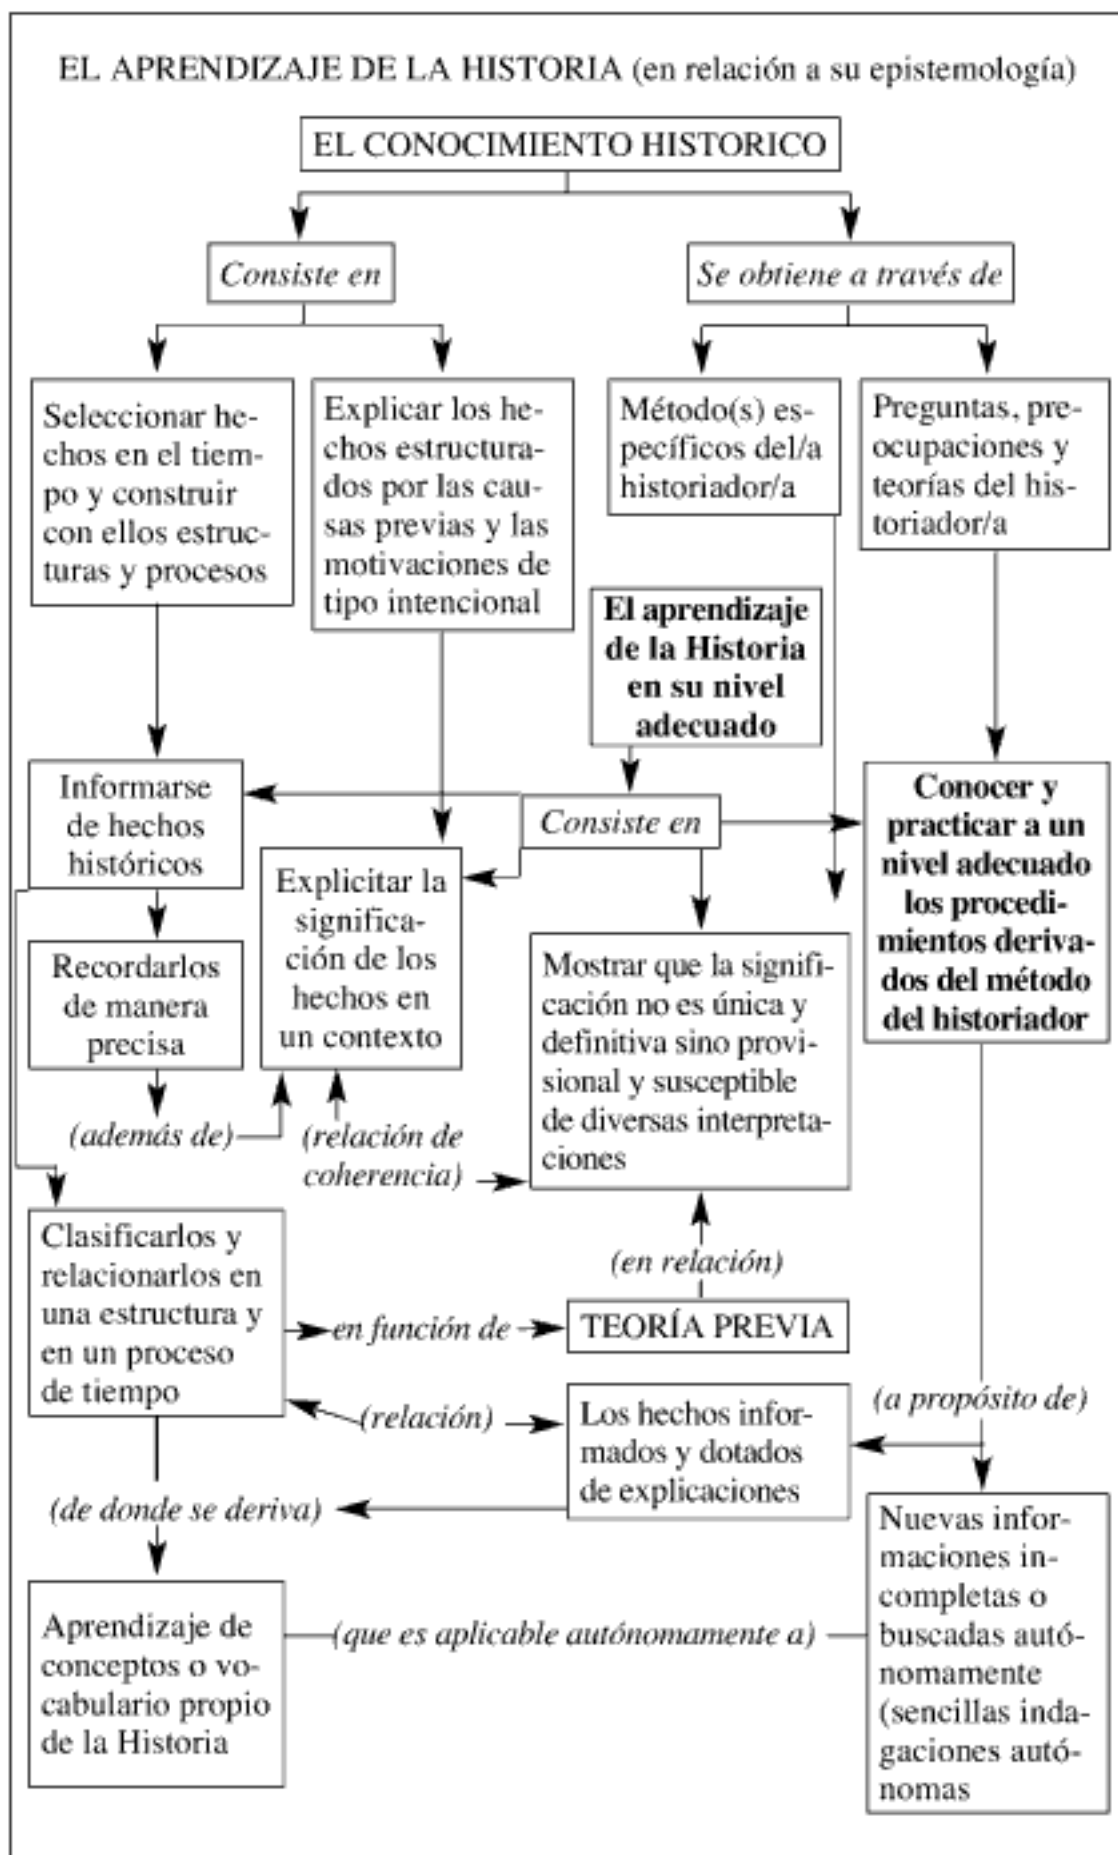 EL APRENDIZAJE DE LA HISTORIA (en relación a su epistemología)
EL CONOCIMIENTO HISTORICO
Consiste en
Se obtiene a través de
Seleccionar he-
chos en el tiem-
po y construir
con ellos estruc-
turas y procesos
Explicar los he-
chos estructura-
dos por las cau-
sas previas y las
motivaciones de
tipo intencional
Método(s) es-
pecíficos del/a
historiador/a
Preguntas, pre-
ocupaciones y
teorías del his-
toriador/a
El aprendizaje
de la Historia
en su nivel
adecuado
Informarse
de hechos
históricos
Consiste en
Conocer y
practicar a un
nivel adecuado
los procedi-
mientos deriva-
dos del método
del historiador
Explicitar la
significa-
ción de los
hechos en
un contexto
Recordarlos
de manera
precisa
Mostrar que la signifi-
cación no es única y
definitiva sino provi-
sional y susceptible
de diversas interpreta-
ciones
(además de)
(relación de
coherencia)
Clasificarlos y
relacionarlos en
una estructura y
en un proceso
de tiempo
(en relación)
en función de
TEORÍA PREVIA
(relación)
Los hechos infor-
mados y dotados
de explicaciones
(a propósito de)
(de donde se deriva)
Nuevas infor-
maciones in-
completas o
buscadas autó-
nomamente
(sencillas inda-
gaciones autó-
nomas
Aprendizaje de
conceptos o vo-
cabulario propio
de la Historia
(que es aplicable autónomamente a)